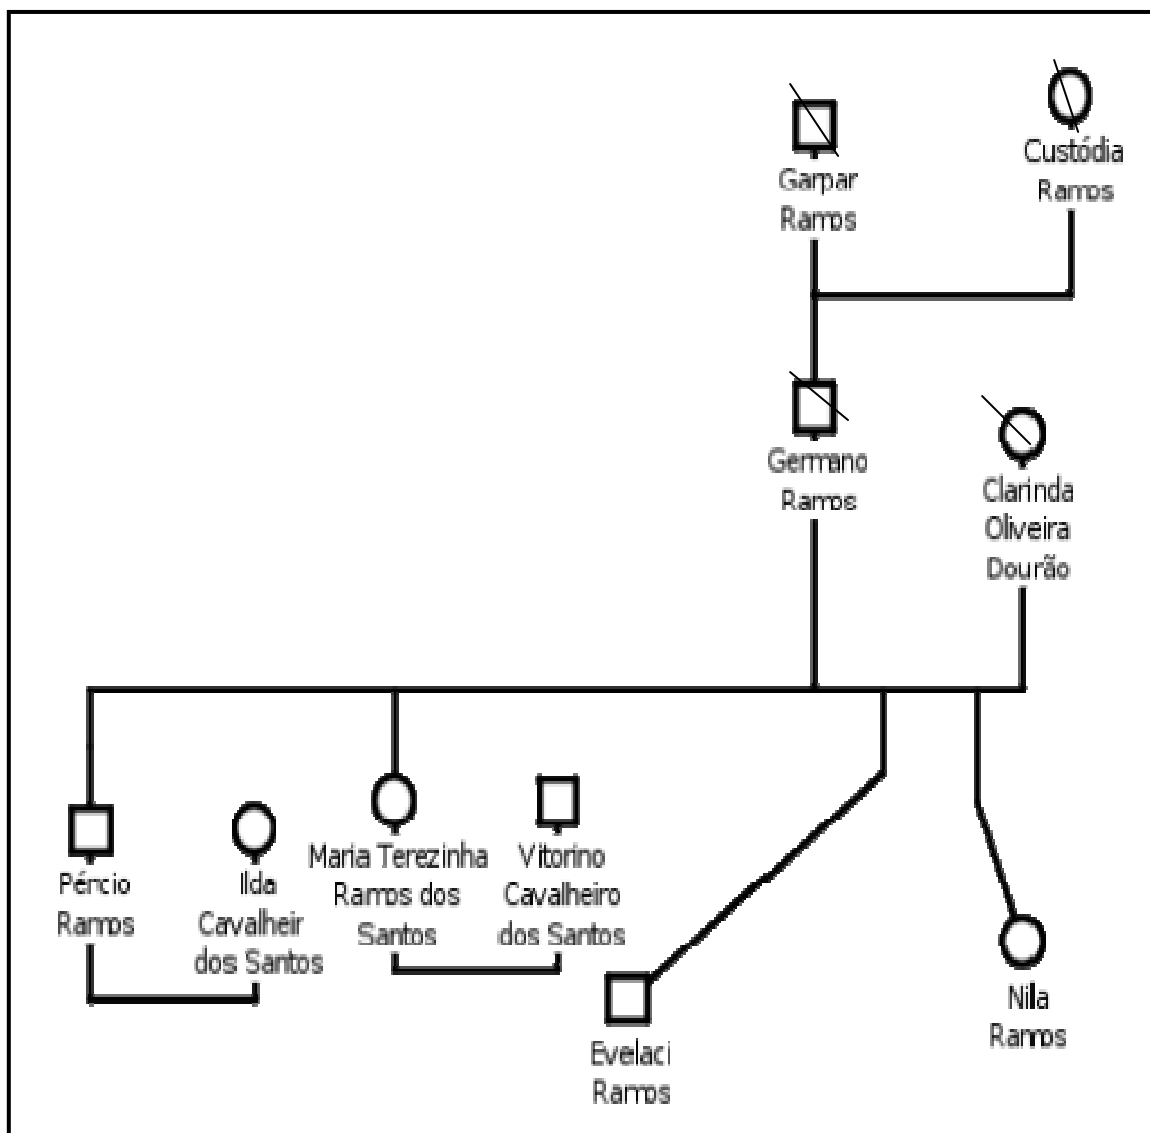 Custódia
Ramos
Garpar
Ramos
Germano
Ramos
Clarinda
Oliveira
Dourão
Pércio
Ramos
Ilda
Cavalheir
dos Santos
Maria Terezinha
Ramos dos
Santos
Vitorino
Cavalheiro
dos Santos
Evelaci
Ramos
Nila
Ramos